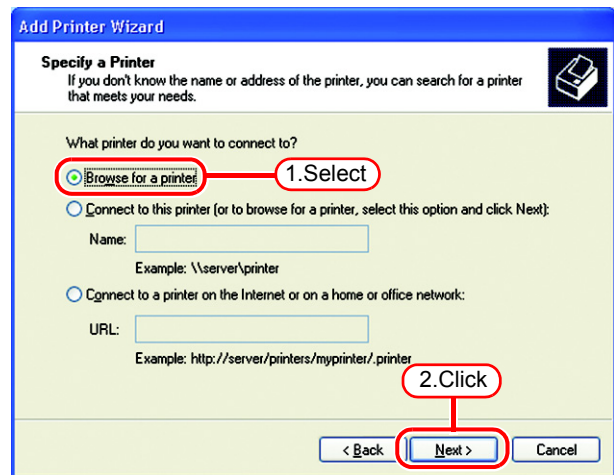 Add Printer Wizard
Specify a Printer
If you don't know the name or address of the printer, you can search for a printer
that meets your needs.
What printer do you want to connect to?
Browse for a printer
1.Select
Connect to this printer (or to browse for a printer, select this option and click Next):
Name:
Example: \\server\printer
Connect to a printer on the Internet or on a home or office network:
URL:
Example: http://server/printers/myprinter/.printer
2.Click
< Back
Next >
Cancel